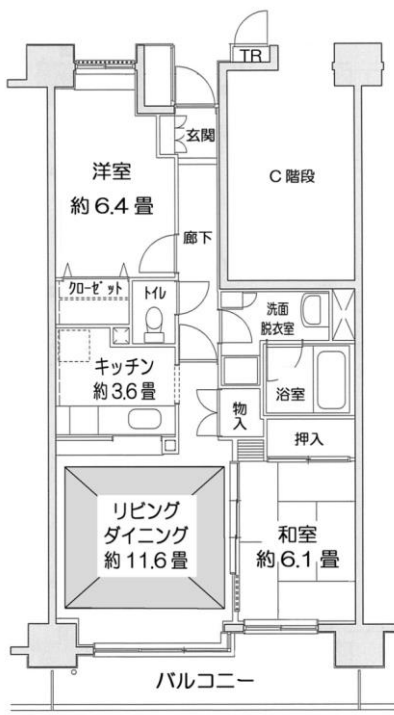 TR
玄関
洋室
約 6.4 畳
C 階段
廊下
クローゼット
トイレ
洗面
脱衣室
キッチン
約 3.6 畳
浴室
物
入
押入
リビング
ダイニング
約 11.6 畳
和室
約 6.1 畳
バルコニー